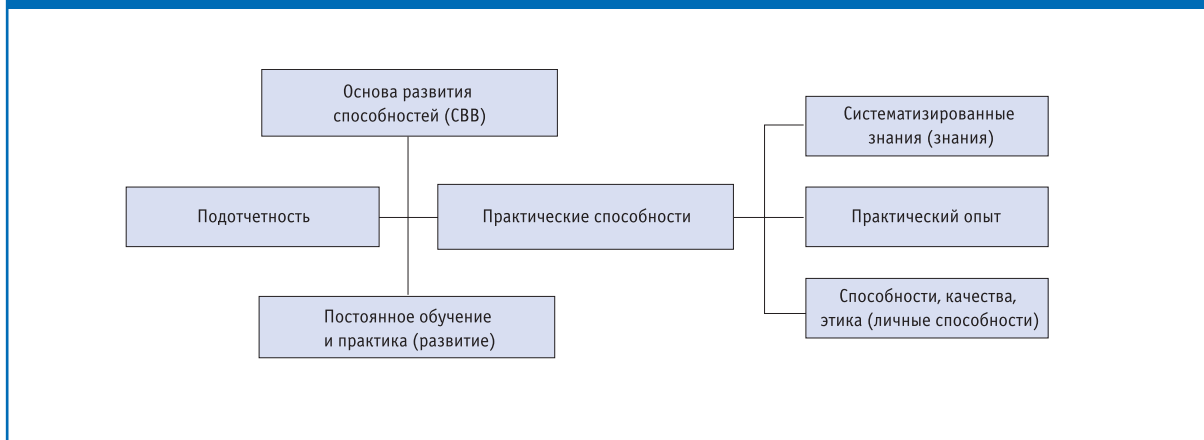 Основа развития
способностей (СВВ)
Подотчетность
Практические способности
Постоянное обучение
и практика (развитие)
Систематизированные
знания (знания)
Практический опыт
Способности, качества,
этика (личные способности)